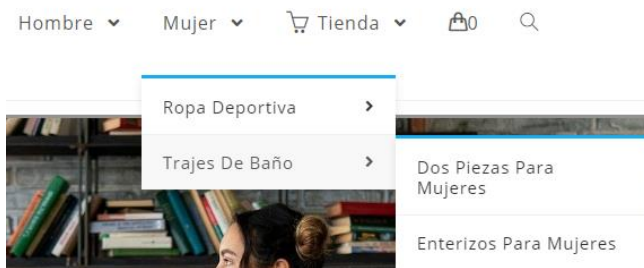 Hombre Mujer Tienda 0
Ropa Deportiva
Trajes De Baño
Dos Piezas Para
Mujeres
Enterizos Para Mujeres